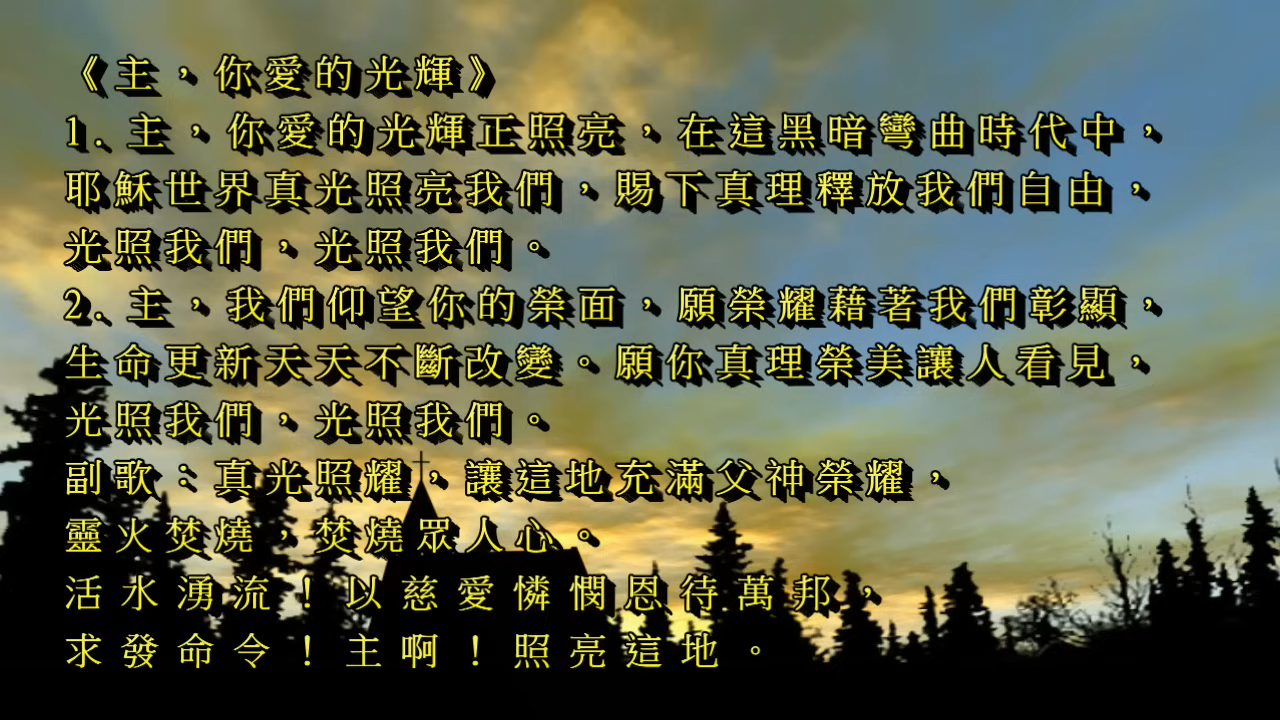 《主，你愛的光輝》
1. 主，你愛的光輝正照亮，在這黑暗彎曲時代中，
耶穌世界真光照亮我們，賜下真理釋放我們自由，
光照我們，光照我們。
2. 主，我們仰望你的榮面，願榮耀藉著我們彰顯，
生命更新天天不斷改變。願你真理榮美讓人看見，
光照我們，光照我們。
副歌：真光照耀，讓這地充滿父神榮耀，
靈火焚燒，焚燒眾人心。
活水湧流！以慈愛憐憫恩待萬邦，
求發命令！主啊！照亮這地。